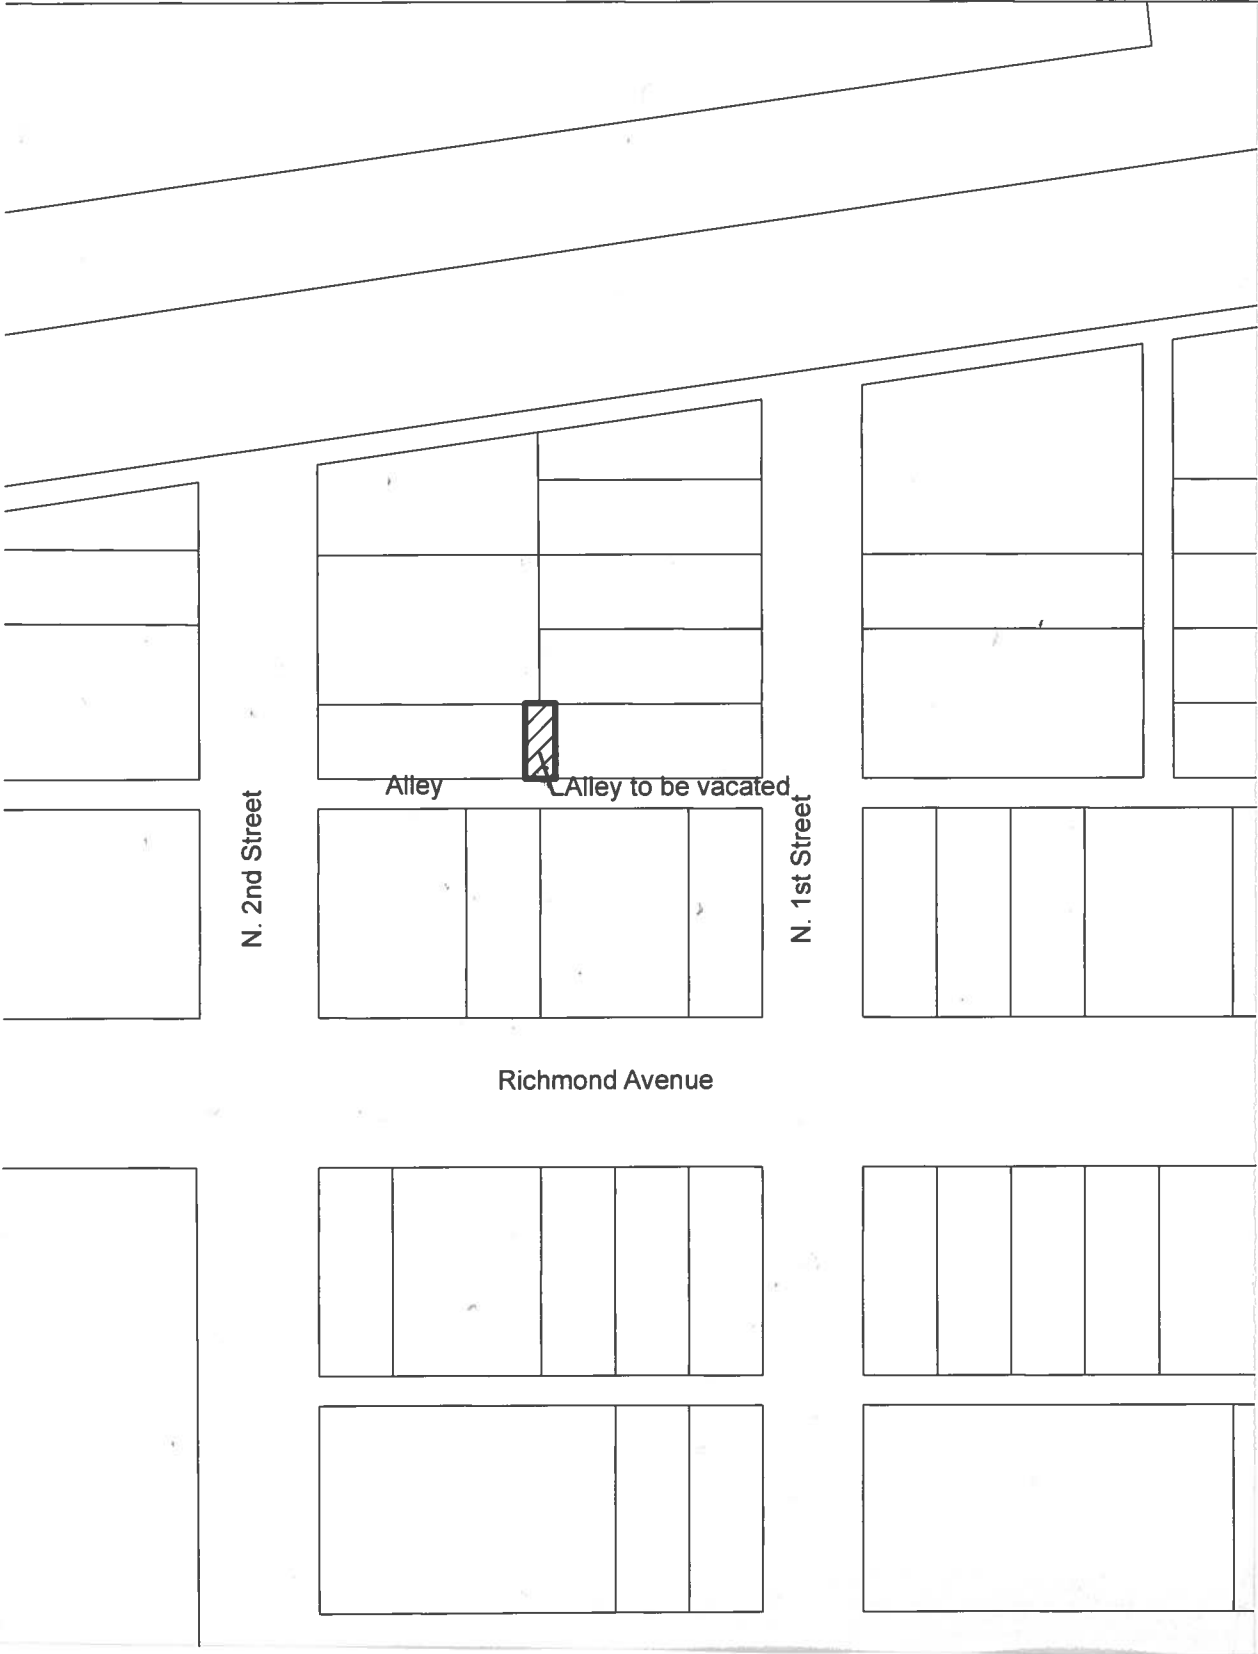 Alley
Alley to be vacated
N. 2nd Street
N. 1st Street
Richmond Avenue